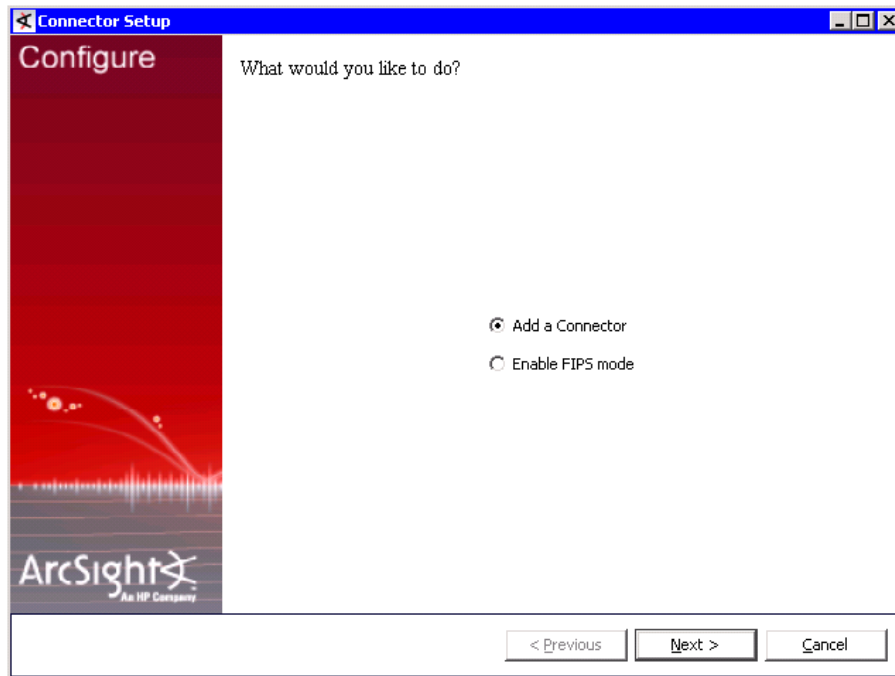 Connector Setup
Configure
What would you like to do?
Add a Connector
Enable FIPS mode
ArcSight
An HP Company
< Previous
Next >
Cancel